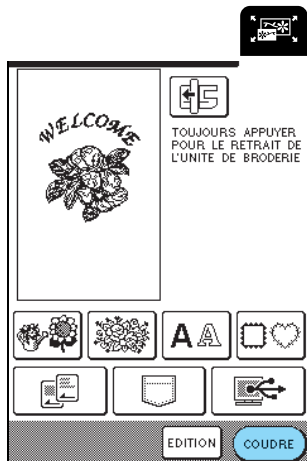 WELCOME
TOUJOURS APPUYER
POUR LE RETRAIT DE
L'UNITE DE BRODERIE
A A
EDITION
COUDRE